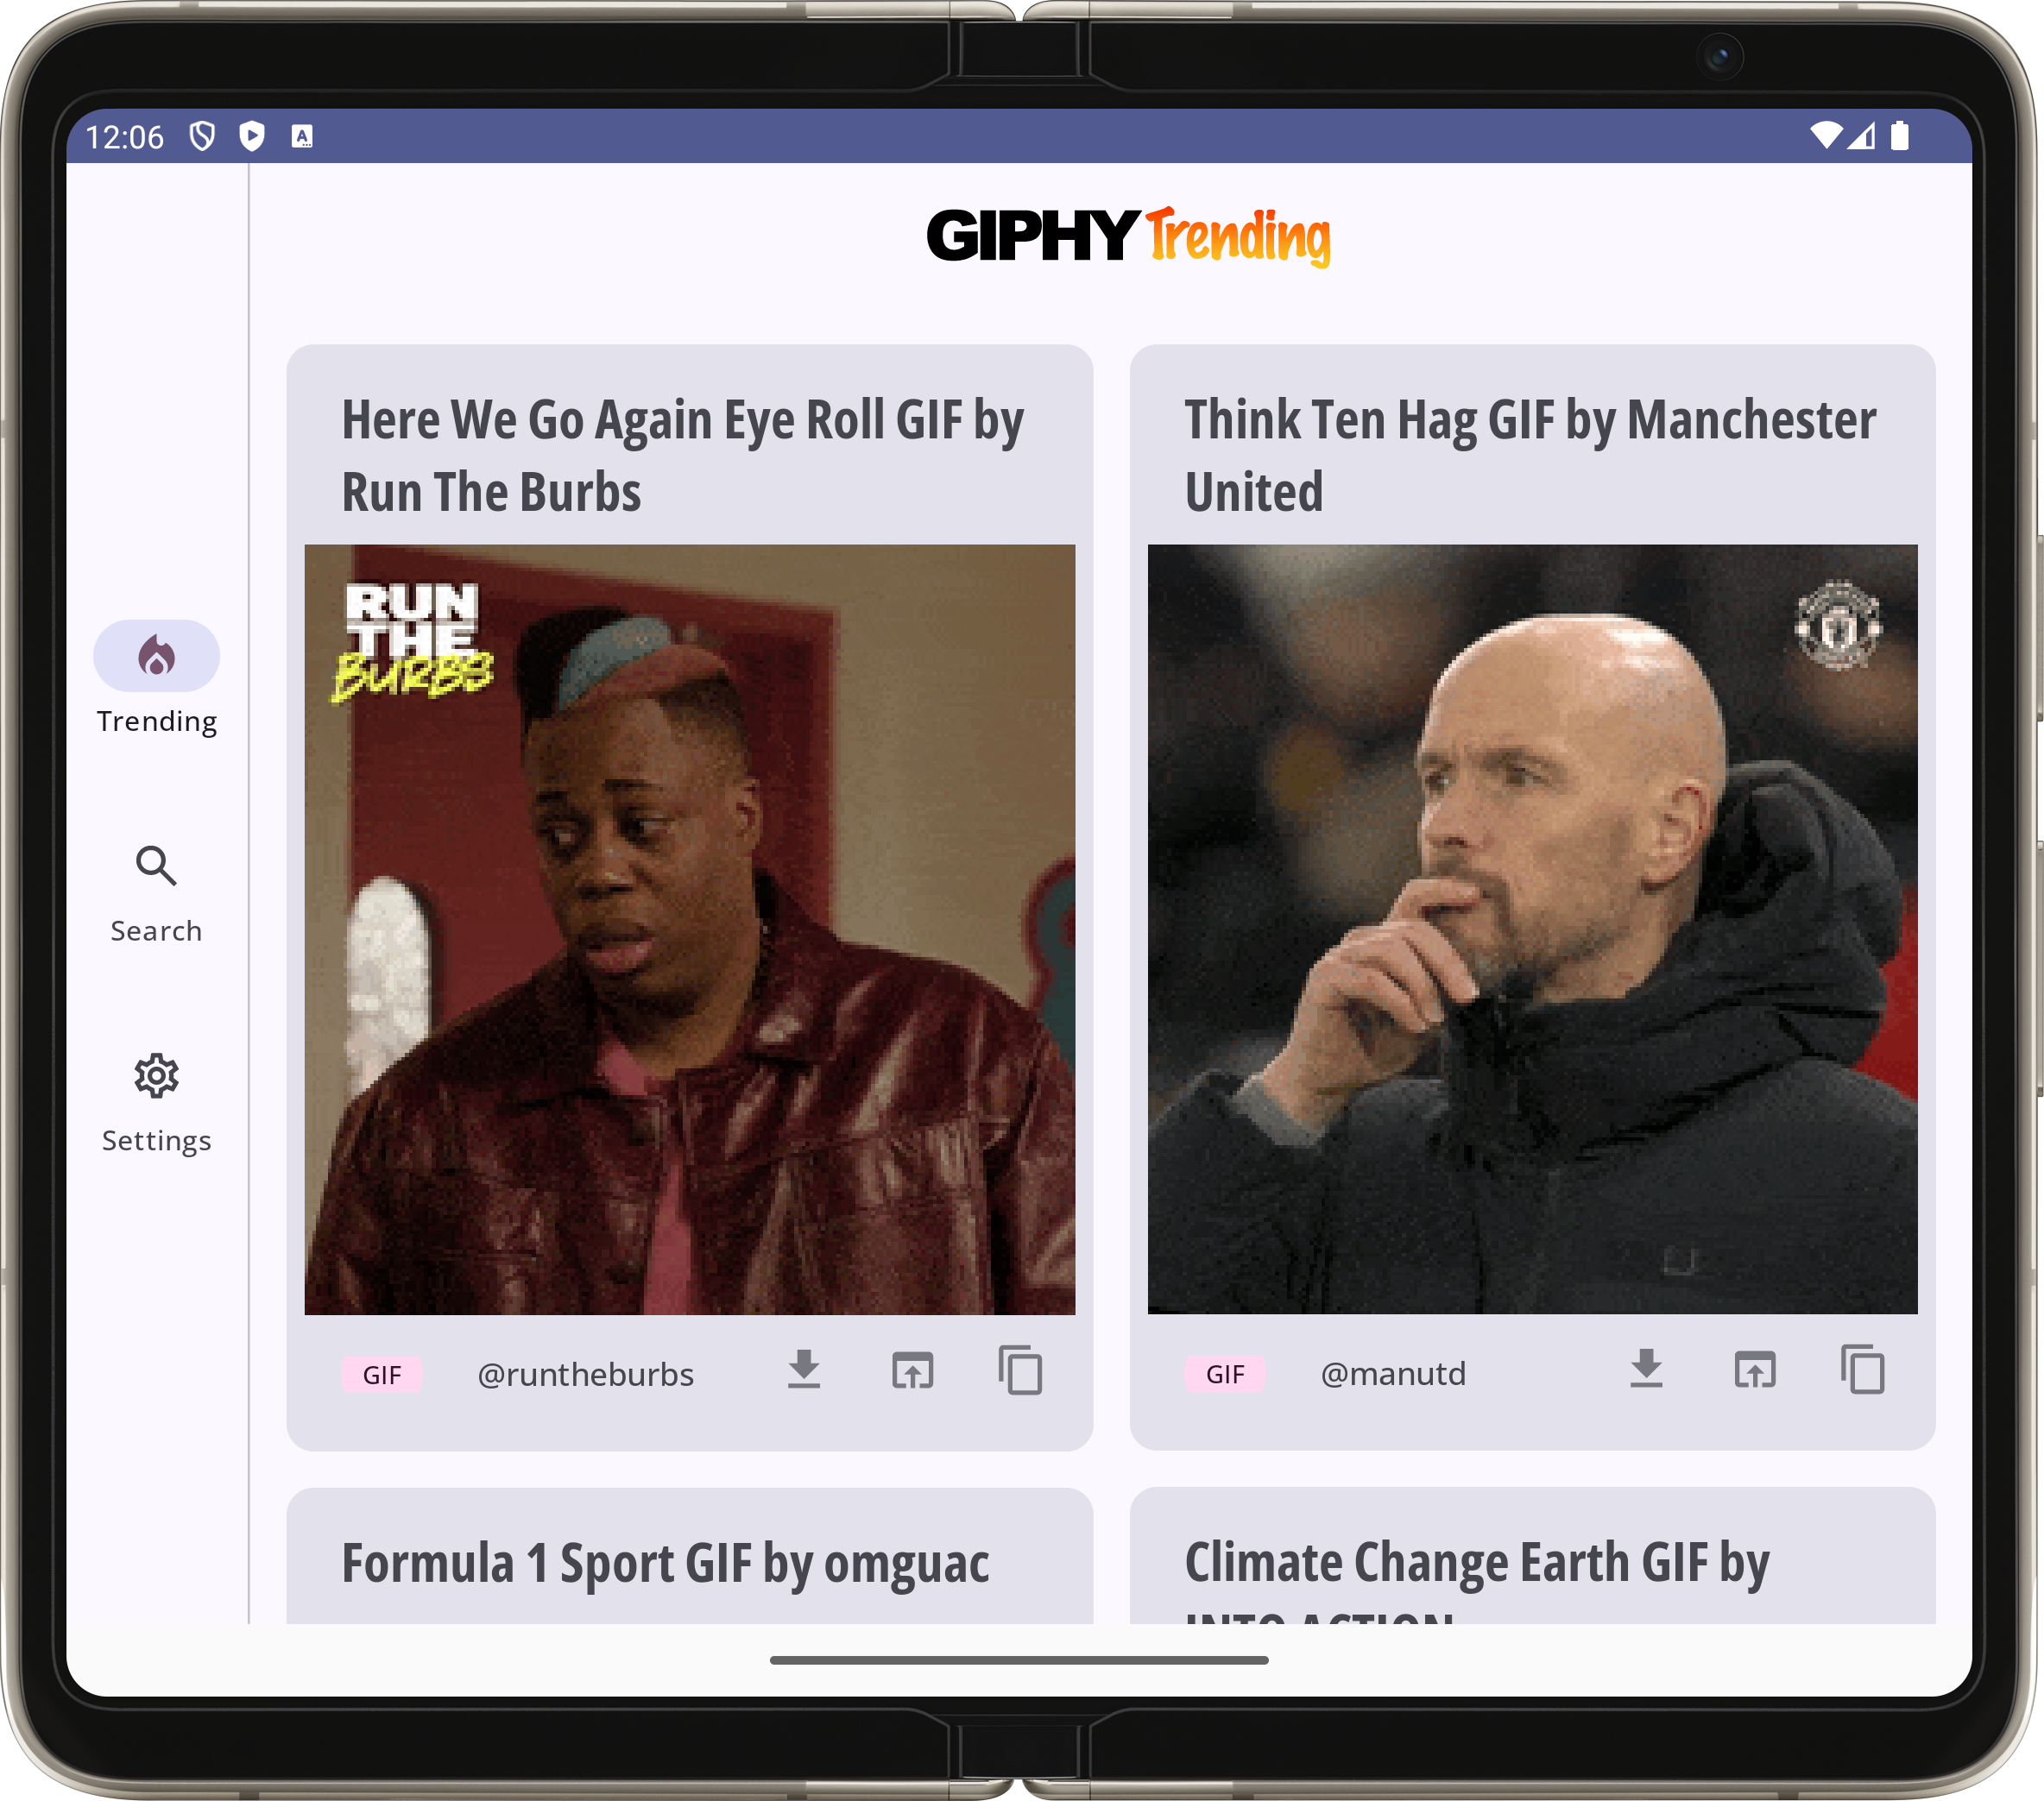 12:06
A
GIPHY Trending
Trending
Search
Settings
Here We Go Again Eye Roll GIF by
Run The Burbs
RUN
THE
BURBS
GIF @runtheburbs
Think Ten Hag GIF by Manchester
United
GIF @manutd
Formula 1 Sport GIF by omguac
Climate Change Earth GIF by
INTO ACTION